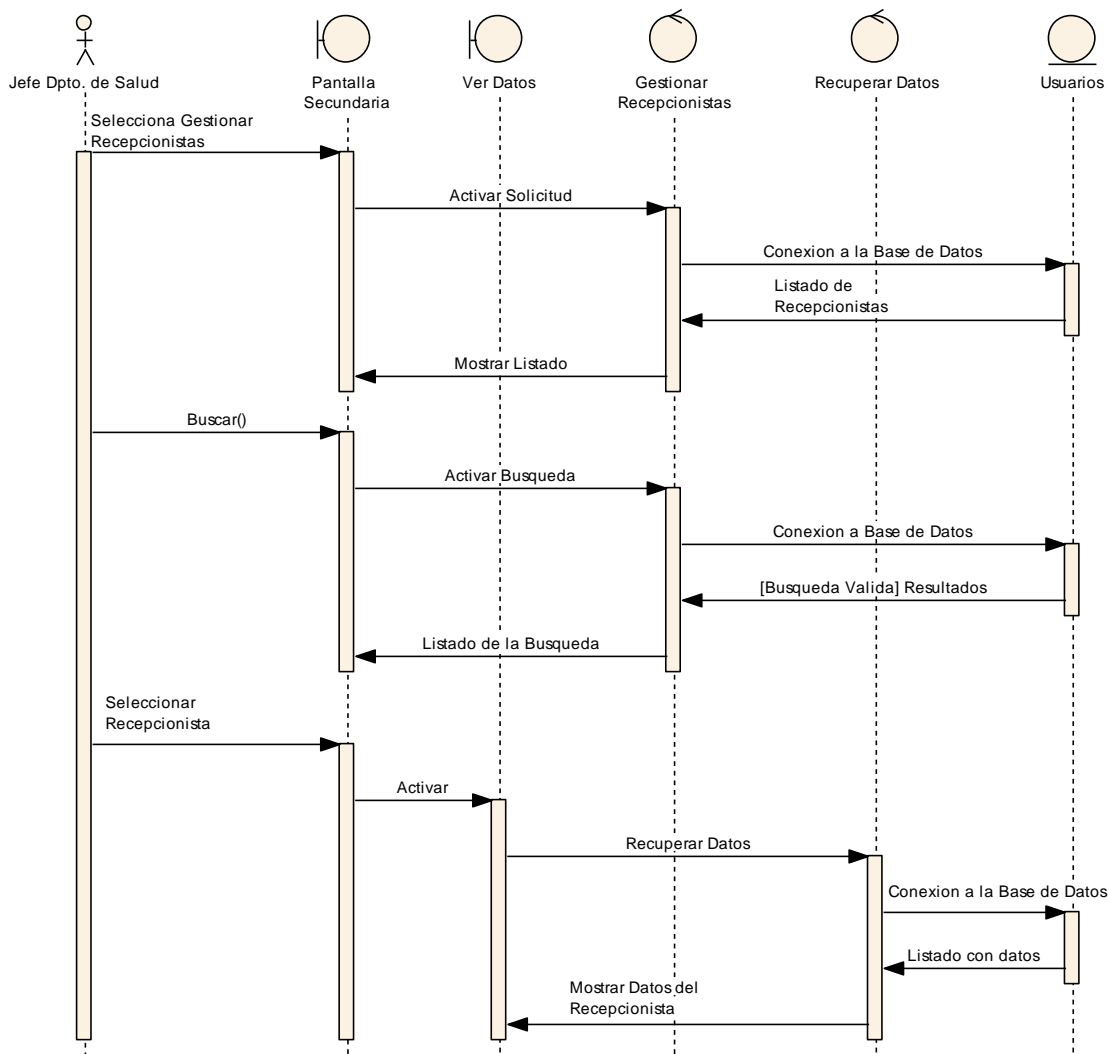 Jefe Dpto. de Salud
Pantalla
Secundaria
Ver Datos
Gestionar
Recepcionistas
Recuperar Datos
Usuarios
Selecciona Gestionar
Recepcionistas
Activar Solicitud
Conexion a la Base de Datos
Listado de
Recepcionistas
Mostrar Listado
Buscar()
Activar Busqueda
Conexion a Base de Datos
[Busqueda Valida] Resultados
Listado de la Busqueda
Seleccionar
Recepcionista
Activar
Recuperar Datos
Conexion a la Base de Datos
Listado con datos
Mostrar Datos del
Recepcionista